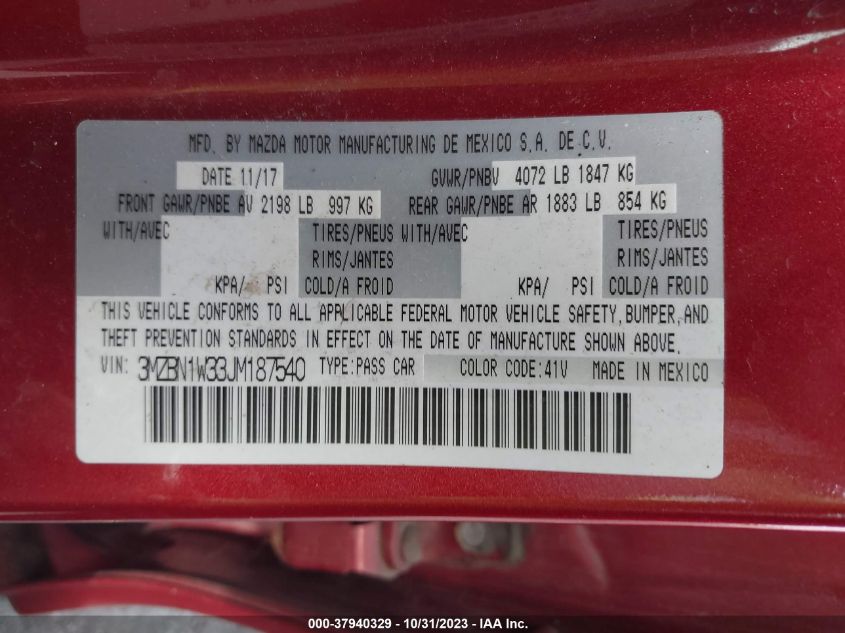 MFD. BY MAZDA MOTOR MANUFACTURING DE MEXICO S.A. DE C.V.
DATE 11/17 GVWR/PNBV 4072 LB 1847 KG
FRONT GAWR/PNBE AV 2198 LB 997 KG REAR GAWR/PNBE AR 1883 LB 854 KG
WITH/AVEC TIRES/PNEUS WITH/AVEC TIRES/PNEUS
RIMS/JANTES RIMS/JANTES
KPA/ PSI COLD/A FROID KPA/ PSI COLD/A FROID
THIS VEHICLE CONFORMS TO ALL APPLICABLE FEDERAL MOTOR VEHICLE SAFETY, BUMPER, AND
THEFT PREVENTION STANDARDS IN EFFECT ON THE DATE OF MANUFACTURE SHOWN ABOVE.
VIN: 3MZBN1W33JM187540 TYPE:PASS CAR COLOR CODE:41V MADE IN MEXICO
000-37940329 - 10/31/2023 - IAA Inc.